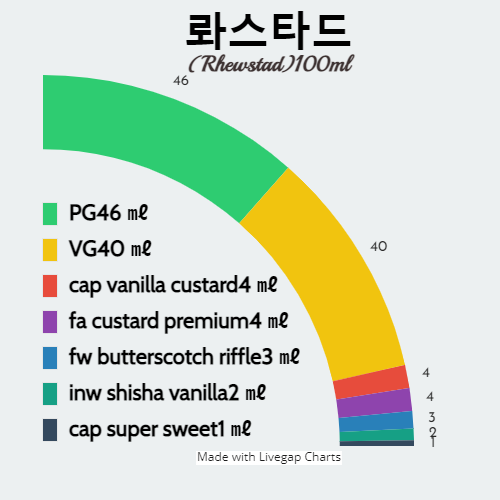 롸스타드
(Rhewstad)100ml
46
40
PG46 ㎖
VG40 ㎖
cap vanilla custard4 ㎖
fa custard premium4 ㎖
fw butterscotch riffle3 ㎖
inw shisha vanilla2 ㎖
cap super sweet1 ㎖
4
4
3
2
1
Made with Livegap Charts